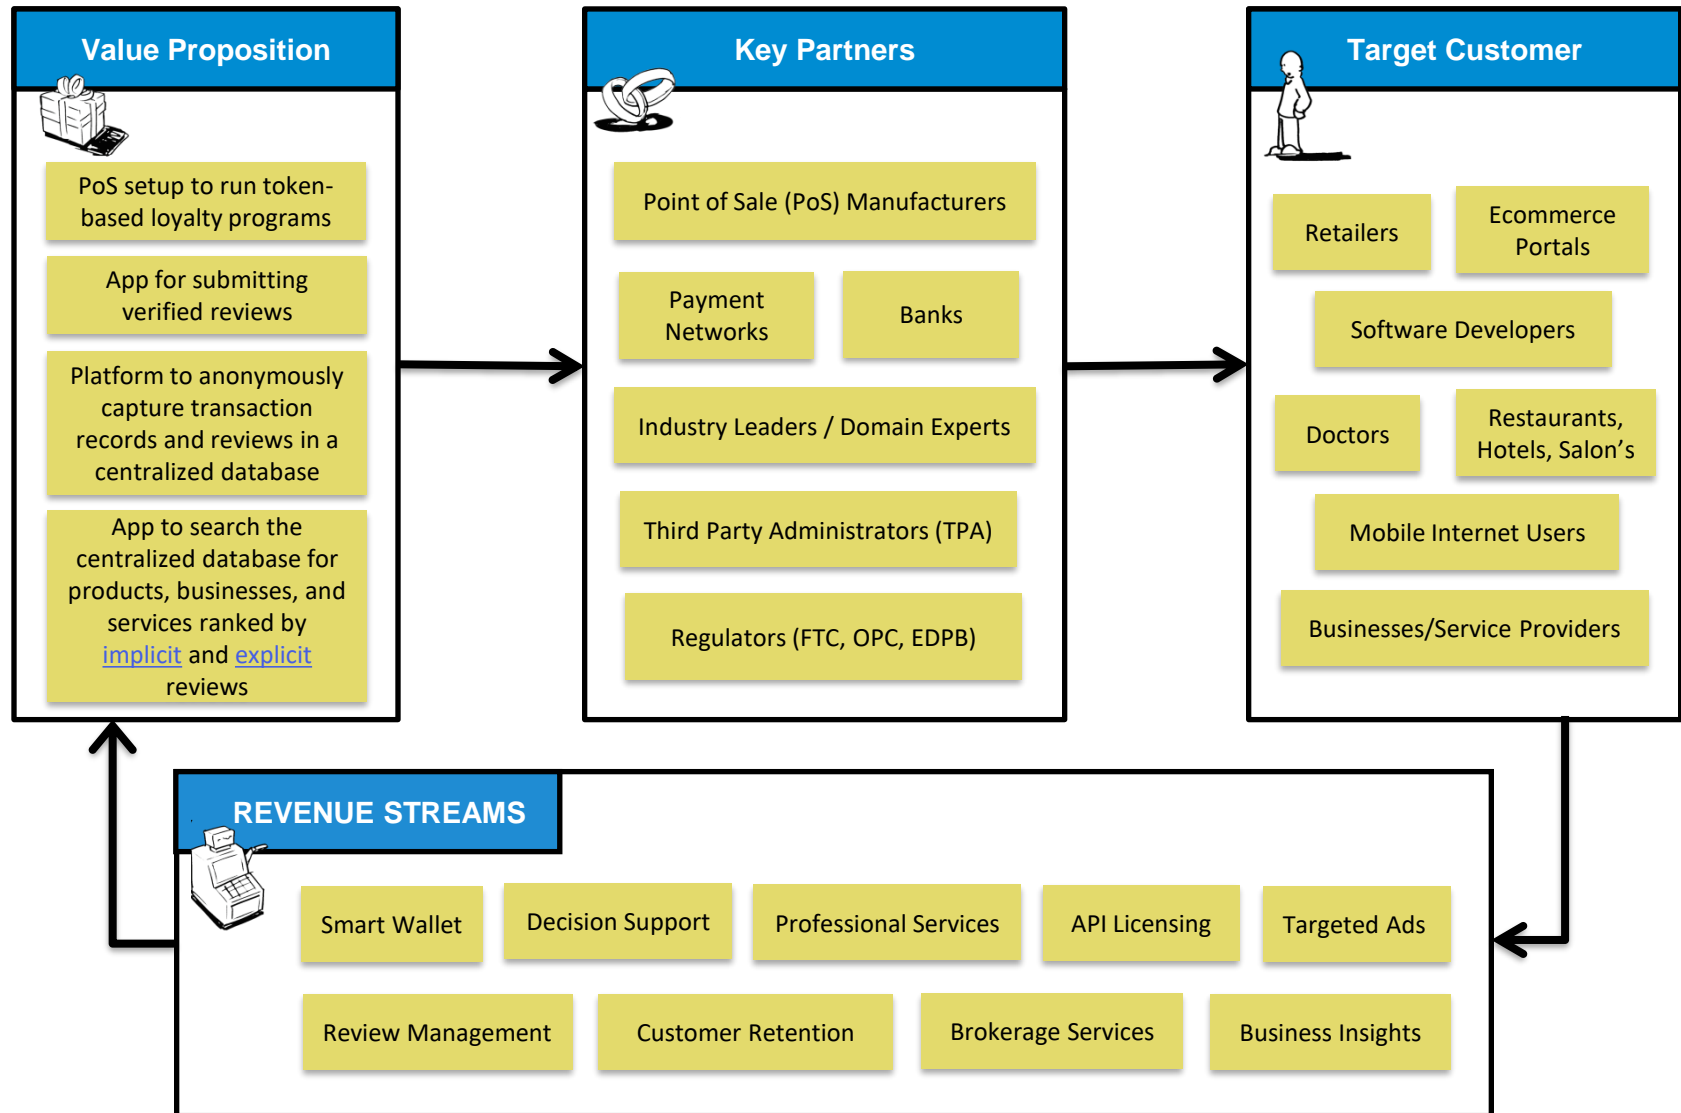 Value Proposition
PoS setup to run token-
based loyalty programs
App for submitting
verified reviews
Platform to anonymously
capture transaction
records and reviews in a
centralized database
App to search the
centralized database for
products, businesses, and
services ranked by
implicit and explicit
reviews
Key Partners
Point of Sale (PoS) Manufacturers
Payment
Networks
Banks
Industry Leaders / Domain Experts
Third Party Administrators (TPA)
Regulators (FTC, OPC, EDPB)
Target Customer
Retailers
Ecommerce
Portals
Software Developers
Doctors
Restaurants,
Hotels, Salon’s
Mobile Internet Users
Businesses/Service Providers
REVENUE STREAMS
Smart Wallet
Decision Support
Professional Services
API Licensing
Targeted Ads
Review Management
Customer Retention
Brokerage Services
Business Insights